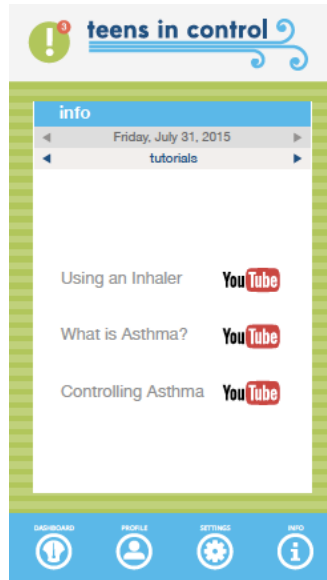 3
teens in control
info
Friday, July 31, 2015
tutorials
Using an Inhaler YouTube
What is Asthma? YouTube
Controlling Asthma YouTube
DASHBOARD PROFILE SETTINGS INFO